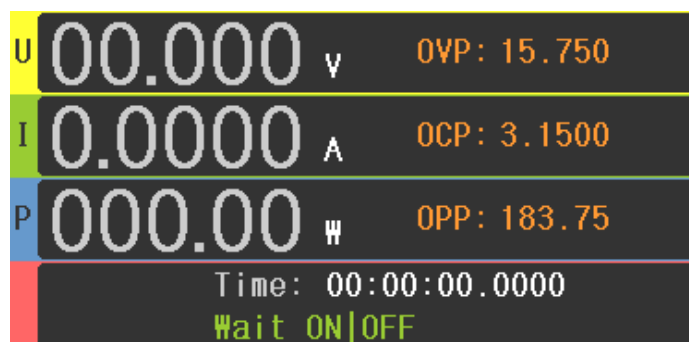 U 00.000 V OVP: 15.750
I 0.0000 A OCP: 3.1500
P 000.00 W OPP: 183.75
Time: 00:00:00.0000
Wait ON|OFF